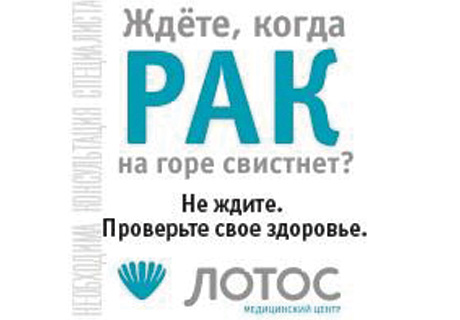 Ждёте, когда
РАК
на горе свистнет?
Не ждите.
Проверьте свое здоровье.
ЛОТОС
МЕДИЦИНСКИЙ ЦЕНТР
НЕОБХОДИМА КОНСУЛЬТАЦИЯ СПЕЦИАЛИСТА